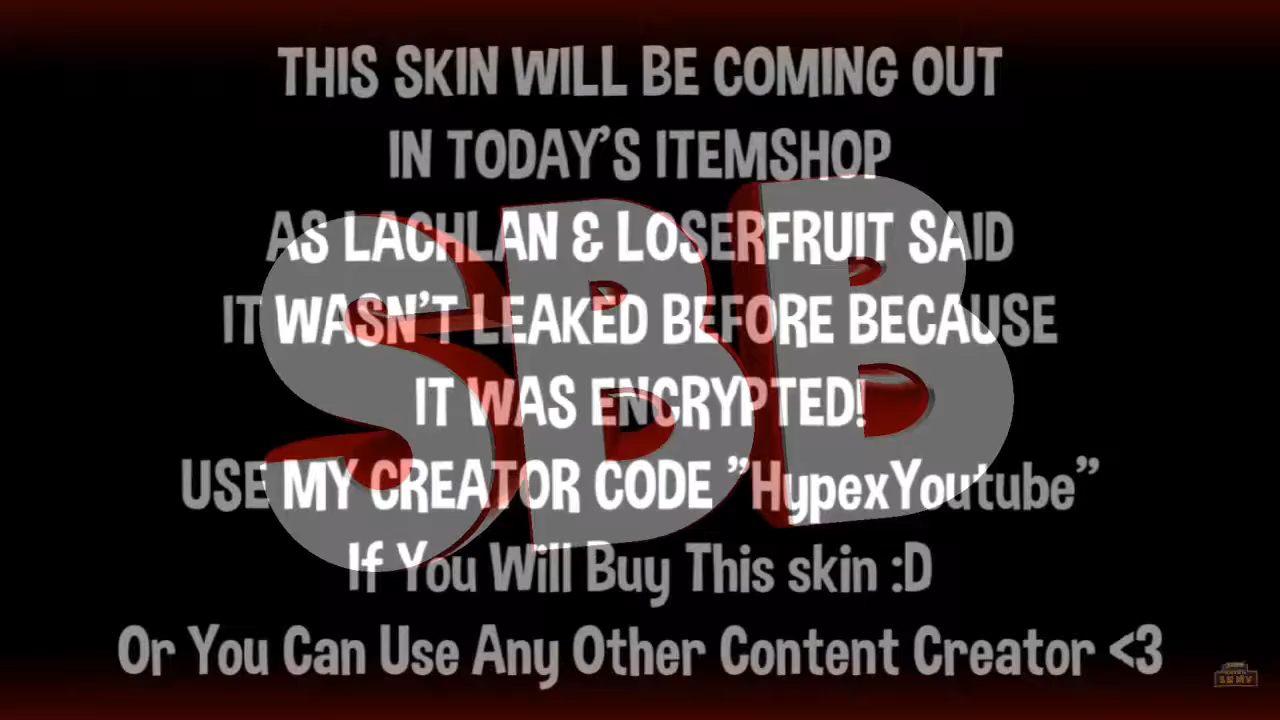 THIS SKIN WILL BE COMING OUT
IN TODAY'S ITEMSHOP
AS LACHLAN & LOSERFRUIT SAID
IT WASN'T LEAKED BEFORE BECAUSE
IT WAS ENCRYPTED!
USE MY CREATOR CODE "HypexYoutube"
If You Will Buy This skin :D
Or You Can Use Any Other Content Creator <3
SBB